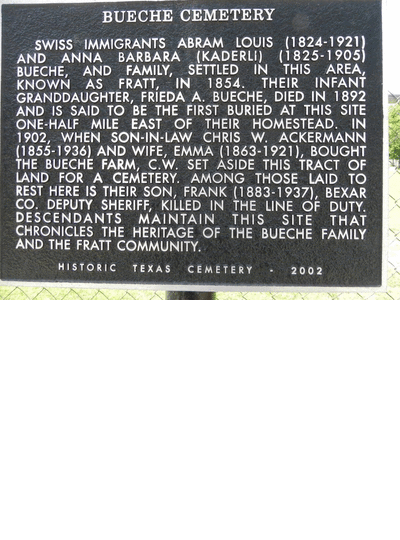 BUECHE CEMETERY
SWISS IMMIGRANTS ABRAM LOUIS (1824-1921)
AND ANNA BARBARA (KADERLI) (1825-1905)
BUECHE, AND FAMILY, SETTLED IN THIS AREA,
KNOWN AS FRATT, IN 1854. THEIR INFANT
GRANDDAUGHTER, FRIEDA A. BUECHE, DIED IN 1892
AND IS SAID TO BE THE FIRST BURIED AT THIS SITE
ONE-HALF MILE EAST OF THEIR HOMESTEAD. IN
1902, WHEN SON-IN-LAW CHRIS W. ACKERMANN
(1855-1936) AND WIFE, EMMA (1863-1921), BOUGHT
THE BUECHE FARM, C.W. SET ASIDE THIS TRACT OF
LAND FOR A CEMETERY. AMONG THOSE LAID TO
REST HERE IS THEIR SON, FRANK (1883-1937), BEXAR
CO. DEPUTY SHERIFF, KILLED IN THE LINE OF DUTY.
DESCENDANTS MAINTAIN THIS SITE THAT
CHRONICLES THE HERITAGE OF THE BUECHE FAMILY
AND THE FRATT COMMUNITY.
HISTORIC TEXAS CEMETERY - 2002